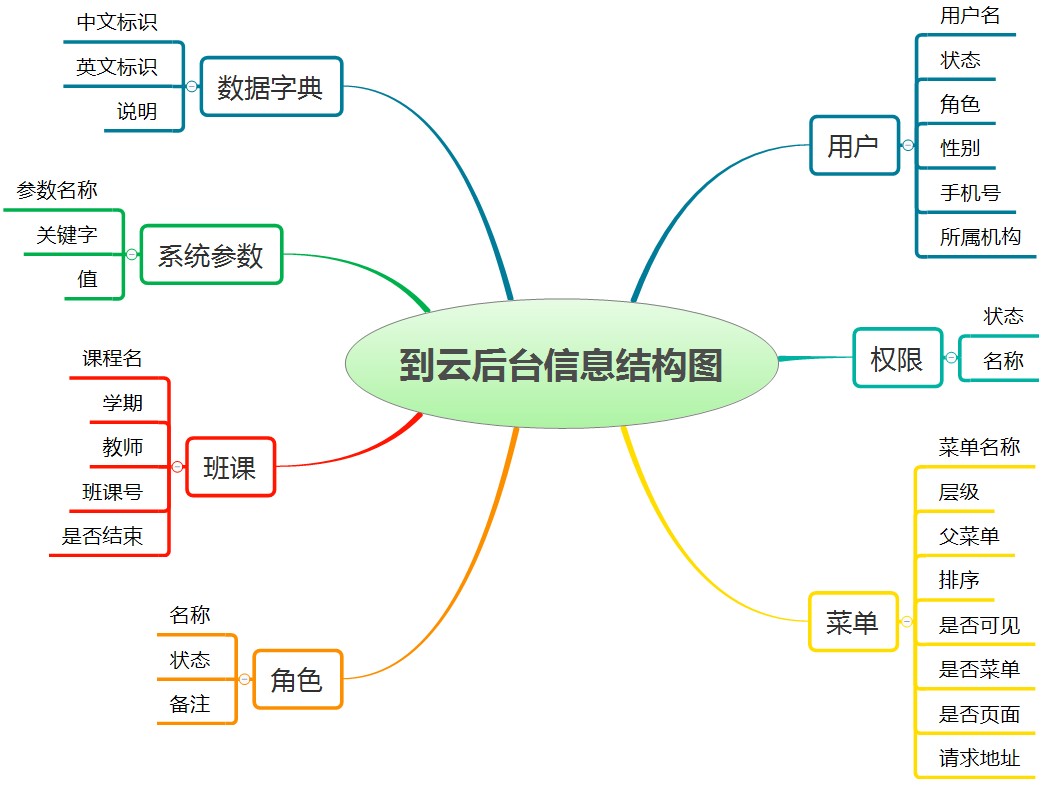 到云后台信息结构图
用户
用户名
状态
角色
性别
手机号
所属机构
权限
状态
名称
菜单
菜单名称
层级
父菜单
排序
是否可见
是否菜单
是否页面
请求地址
数据字典
中文标识
英文标识
说明
系统参数
参数名称
关键字
值
班课
课程名
学期
教师
班课号
是否结束
角色
名称
状态
备注